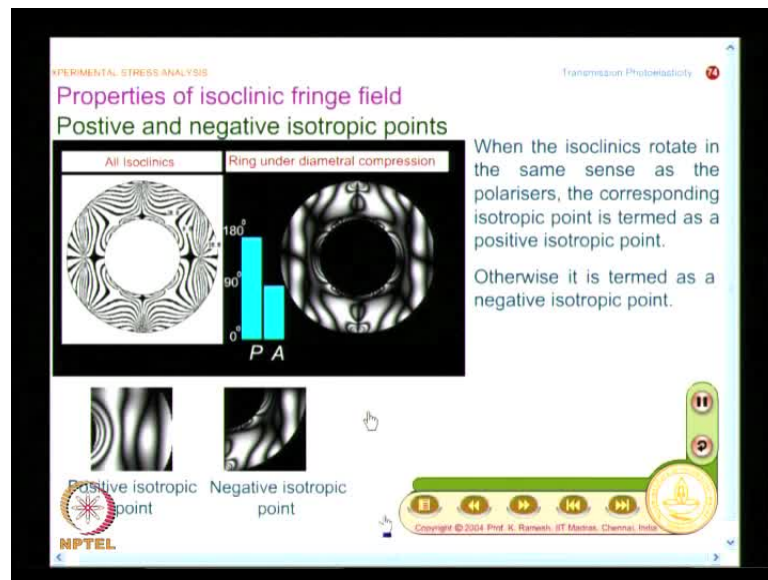 XPERIMENTAL STRESS ANALYSIS
Transmission Photoelasticity 74
Properties of isoclinic fringe field
Postive and negative isotropic points
All Isoclinics
Ring under diametral compression
180°
90°
0°
P A
When the isoclinics rotate in
the same sense as the
polarisers, the corresponding
isotropic point is termed as a
positive isotropic point.
Otherwise it is termed as a
negative isotropic point.
Positive isotropic
point
Negative isotropic
point
NPTEL
Copyright © 2004 Prof. K. Ramesh, IIT Madras, Chennai, India